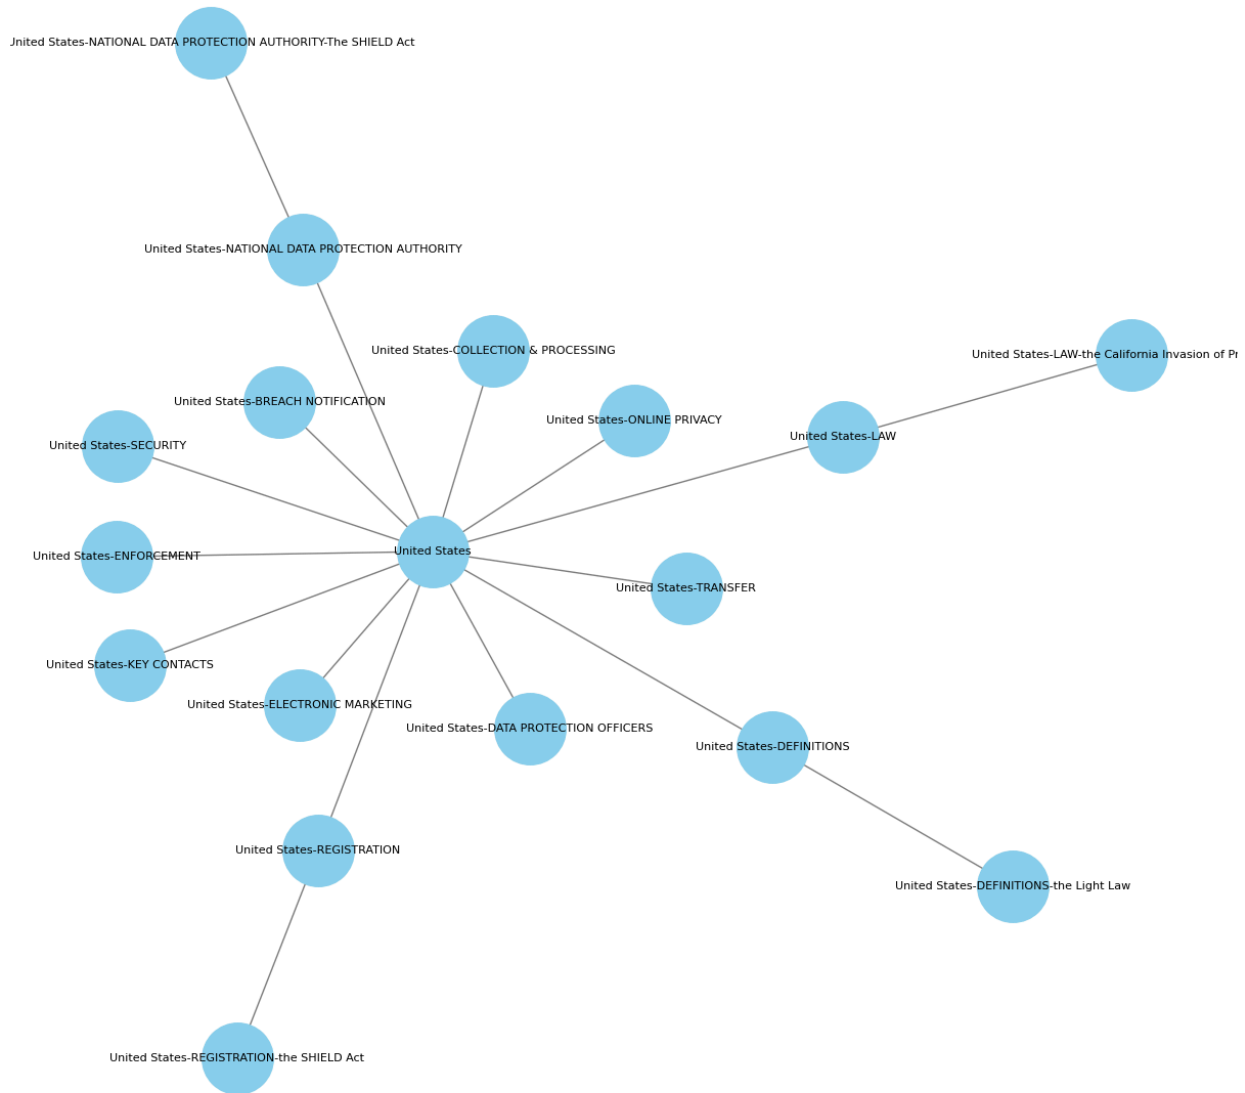 United States-NATIONAL DATA PROTECTION AUTHORITY-The SHIELD Act
United States-NATIONAL DATA PROTECTION AUTHORITY
United States-COLLECTION & PROCESSING
United States-LAW-the California Invasion of
United States-BREACH NOTIFICATION
United States-ONLINE PRIVACY
United States-LAW
United States-SECURITY
United States
United States-ENFORCEMENT
United States-TRANSFER
United States-KEY CONTACTS
United States-ELECTRONIC MARKETING
United States-DATA PROTECTION OFFICERS
United States-DEFINITIONS
United States-REGISTRATION
United States-DEFINITIONS-the Light Law
United States-REGISTRATION-the SHIELD Act